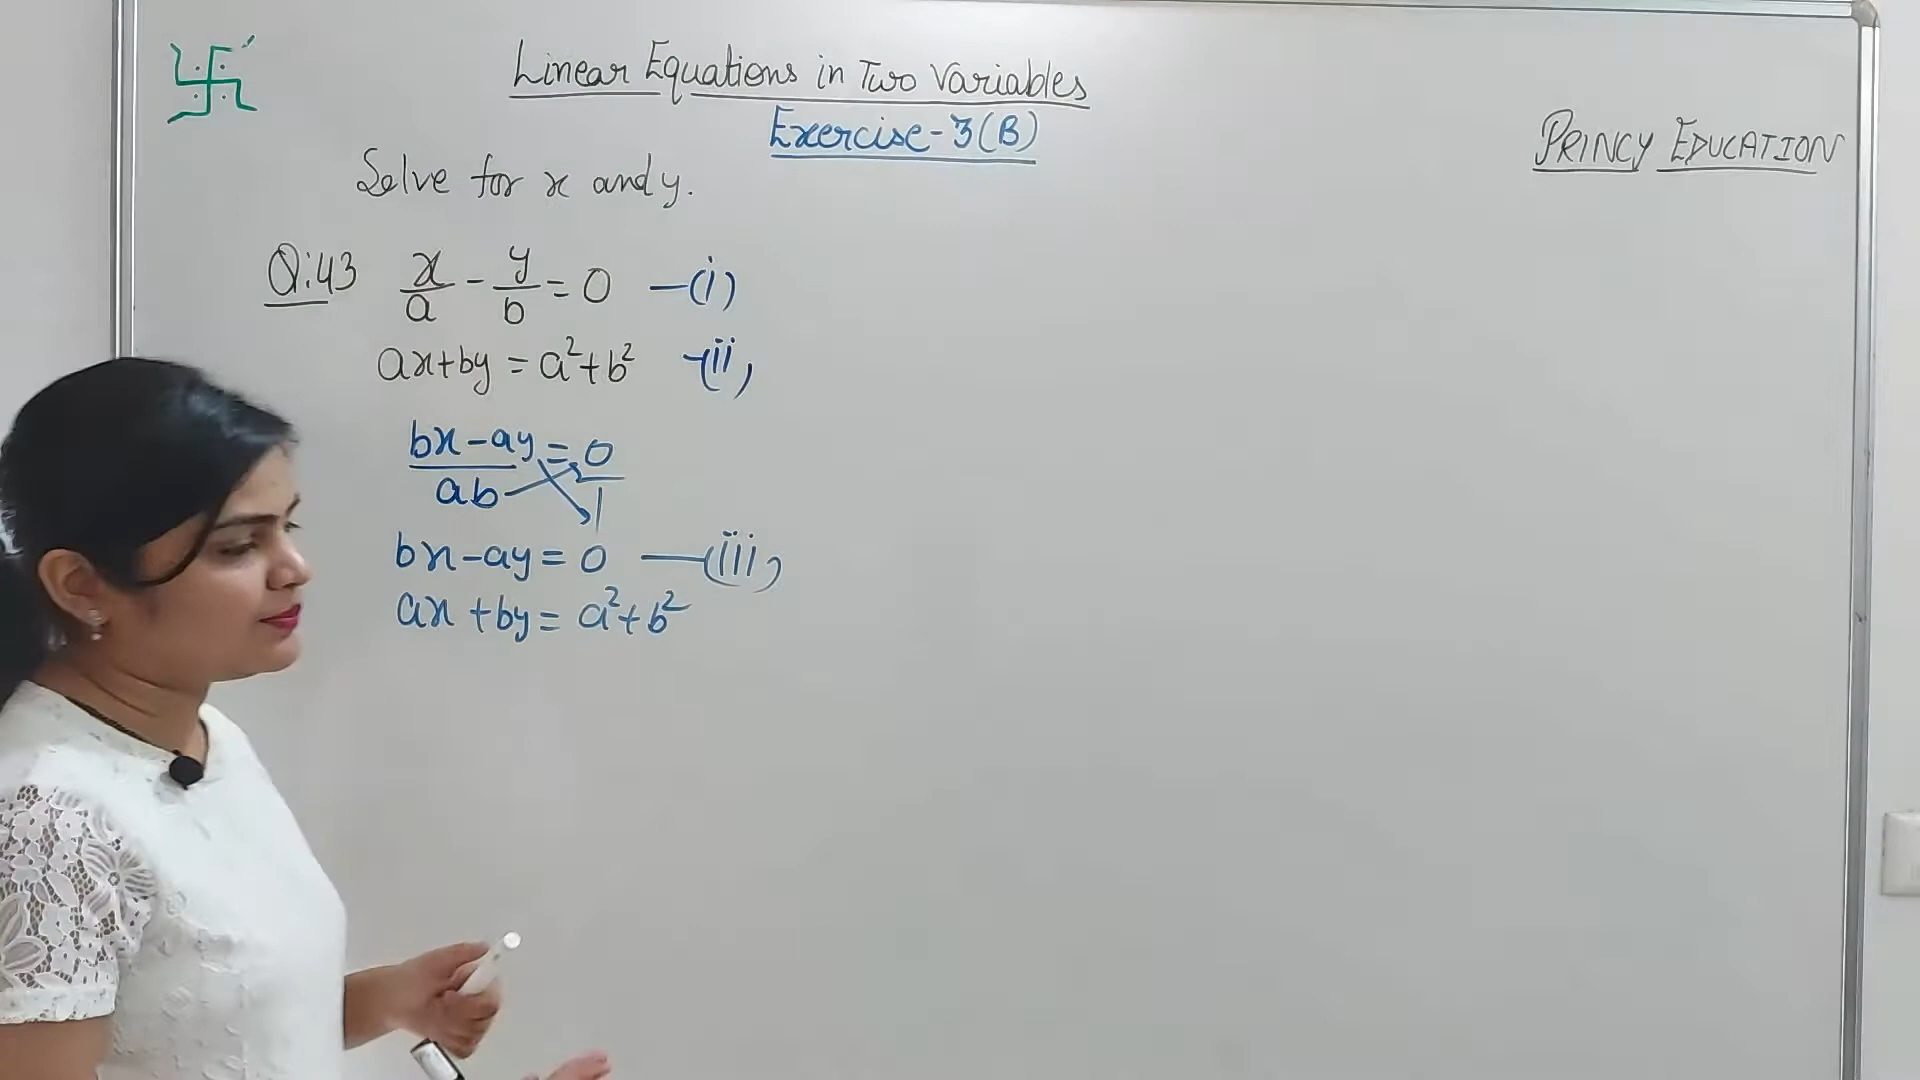 Linear Equations in Two Variables
Exercise-3(B)
PRINCY EDUCATION
Solve for x and y.
Q:43 x/a - y/b = 0 —(i)
ax+by = a²+b² -(ii)
bx-ay/ab = 0/1
bx-ay = 0 —(iii)
ax+by = a²+b²